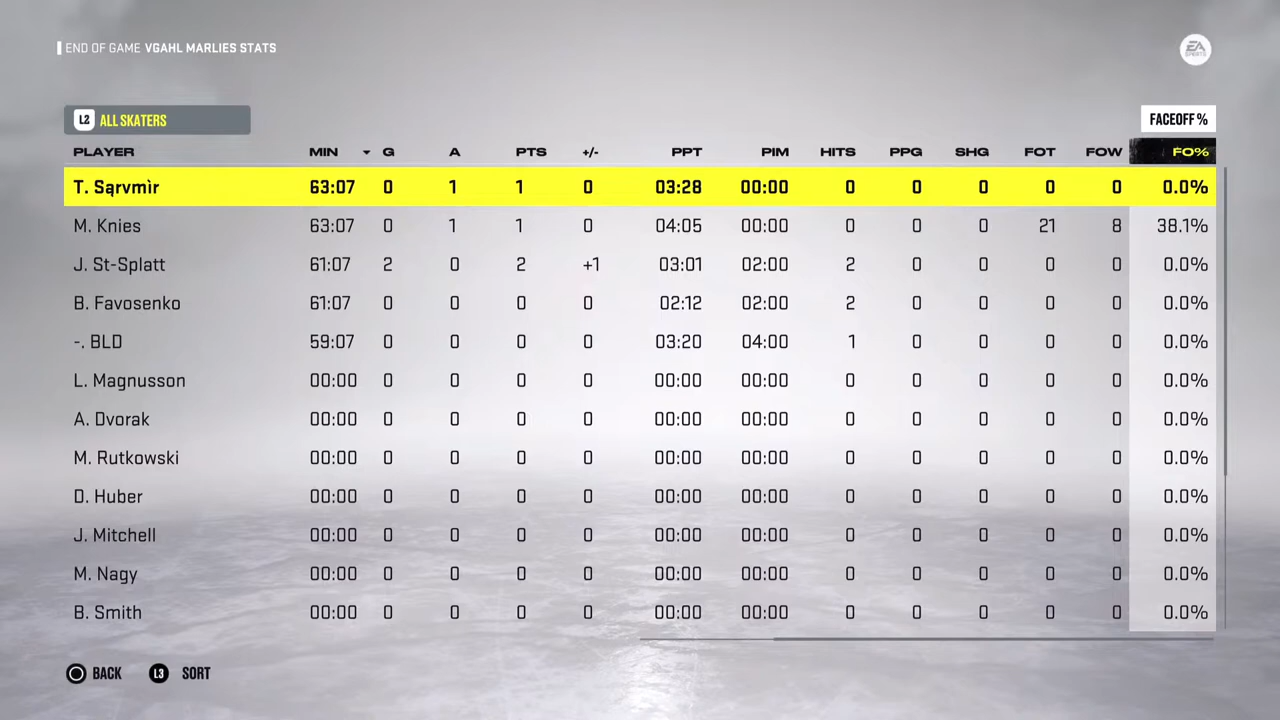 END OF GAME VGAHL MARLIES STATS
EA SPORTS
L2 ALL SKATERS
FACEOFF %
PLAYER MIN G A PTS +/- PPT PIM HITS PPG SHG FOT FOW FO%
T. Sąrvmìr 63:07 0 1 1 0 03:28 00:00 0 0 0 0 0 0.0%
M. Knies 63:07 0 1 1 0 04:05 00:00 0 0 0 21 8 38.1%
J. St-Splatt 61:07 2 0 2 +1 03:01 02:00 2 0 0 0 0 0.0%
B. Favosenko 61:07 0 0 0 0 02:12 02:00 2 0 0 0 0 0.0%
-. BLD 59:07 0 0 0 0 03:20 04:00 1 0 0 0 0 0.0%
L. Magnusson 00:00 0 0 0 0 00:00 00:00 0 0 0 0 0 0.0%
A. Dvorak 00:00 0 0 0 0 00:00 00:00 0 0 0 0 0 0.0%
M. Rutkowski 00:00 0 0 0 0 00:00 00:00 0 0 0 0 0 0.0%
D. Huber 00:00 0 0 0 0 00:00 00:00 0 0 0 0 0 0.0%
J. Mitchell 00:00 0 0 0 0 00:00 00:00 0 0 0 0 0 0.0%
M. Nagy 00:00 0 0 0 0 00:00 00:00 0 0 0 0 0 0.0%
B. Smith 00:00 0 0 0 0 00:00 00:00 0 0 0 0 0 0.0%
BACK L3 SORT